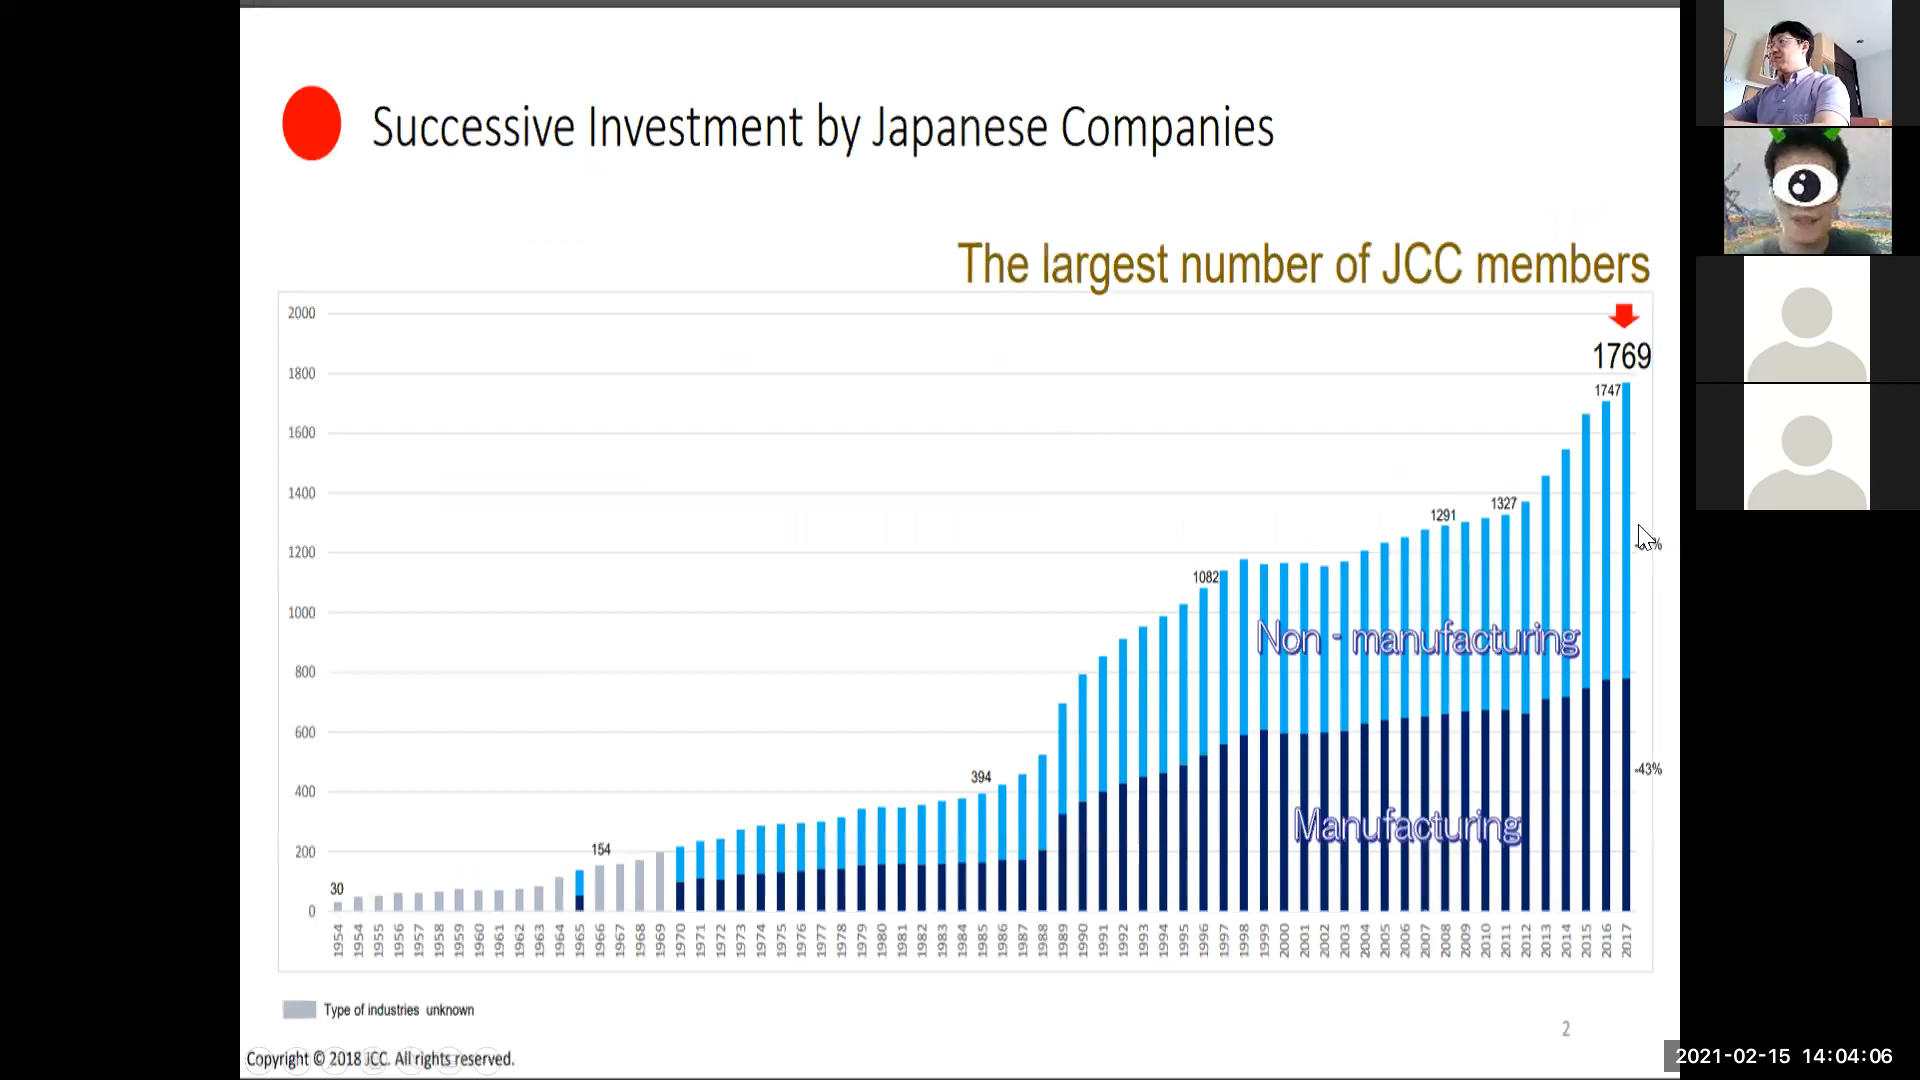 Successive Investment by Japanese Companies
The largest number of JCC members
2000
1800
1600
1400
1200
1000
800
600
400
200
0
30
154
394
1082
1291
1327
1747
1769
43%
Non - manufacturing
Manufacturing
1954 1954 1955 1956 1957 1958 1959 1960 1961 1962 1963 1964 1965 1966 1967 1968 1969 1970 1971 1972 1973 1974 1975 1976 1977 1978 1979 1980 1981 1982 1983 1984 1985 1986 1987 1988 1989 1990 1991 1992 1993 1994 1995 1996 1997 1998 1999 2000 2001 2002 2003 2004 2005 2006 2007 2008 2009 2010 2011 2012 2013 2014 2015 2016 2017
Type of industries unknown
2
Copyright © 2018 JCC. All rights reserved.
SSF
2021-02-15 14:04:06